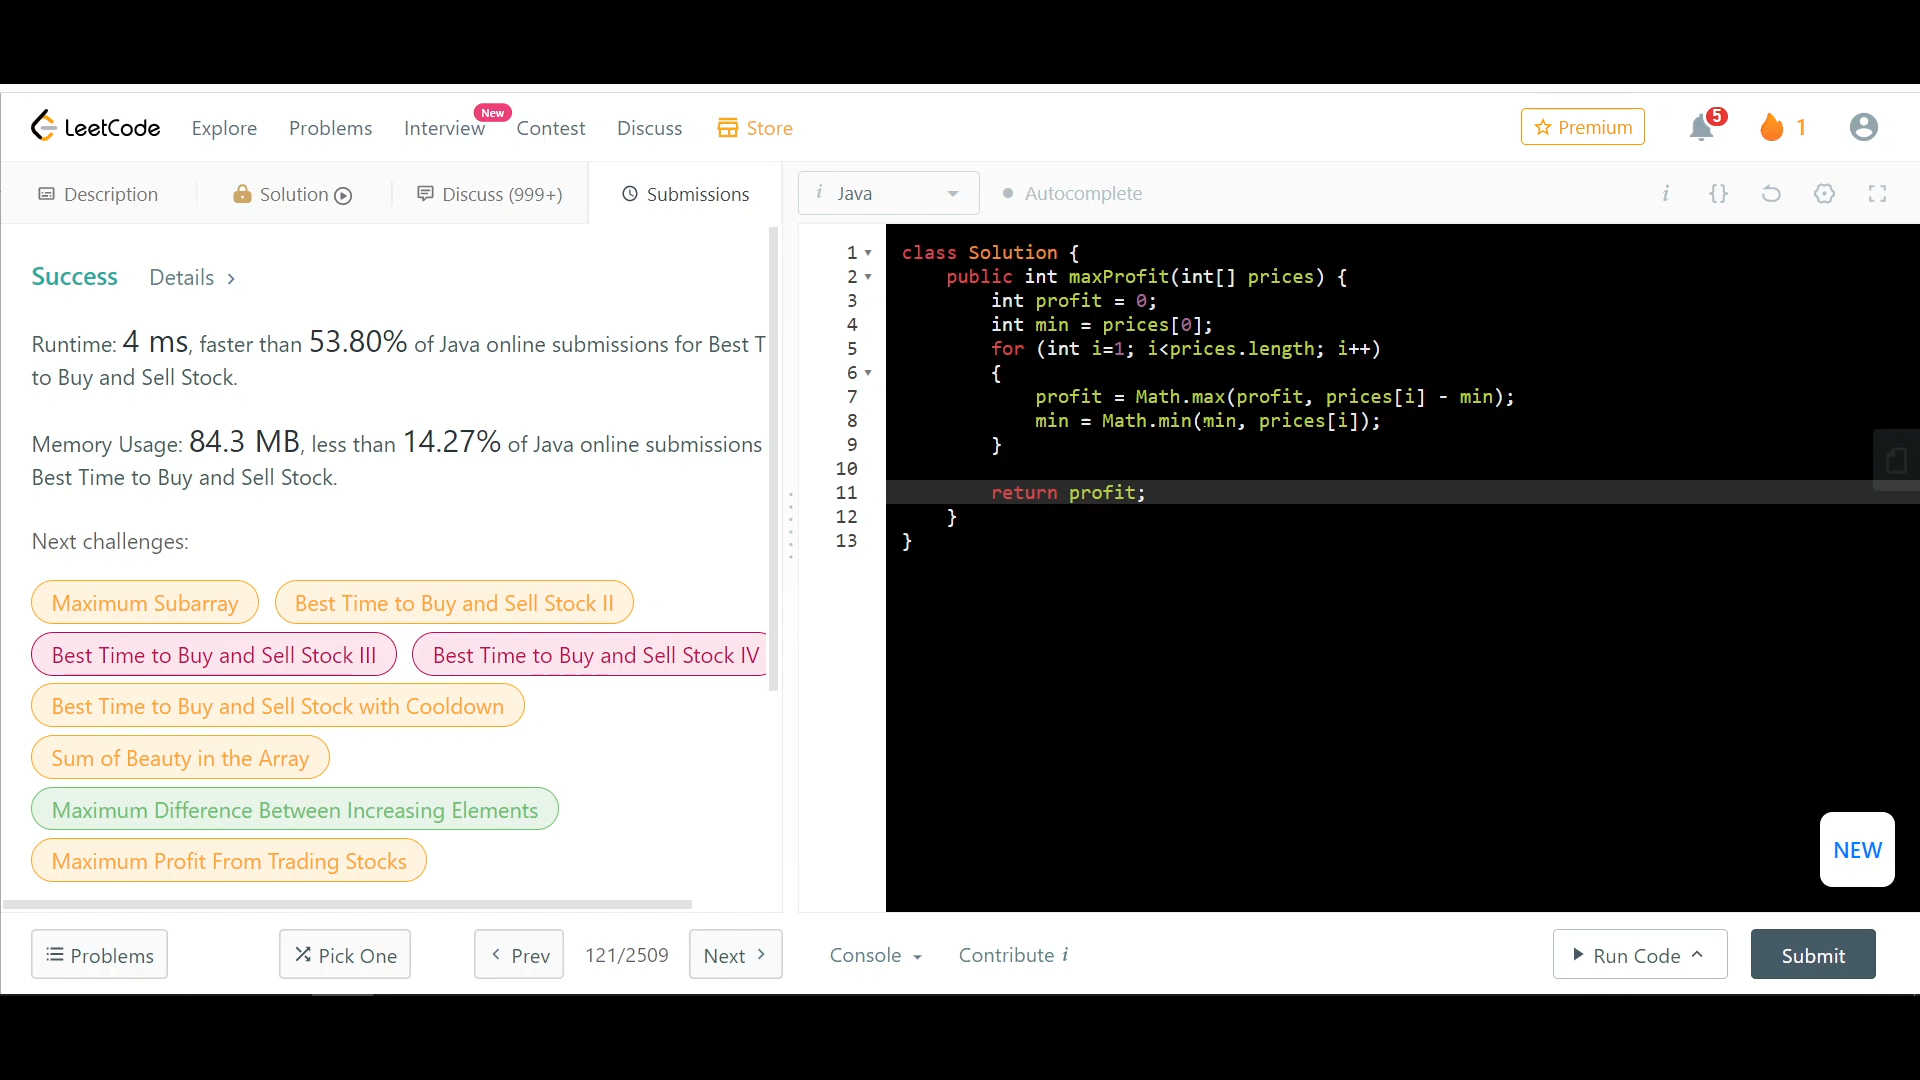 LeetCode Explore Problems Interview New Contest Discuss Store Premium 5 1
Description Solution Discuss (999+) Submissions i Java Autocomplete i {}
Success Details >
Runtime: 4 ms, faster than 53.80% of Java online submissions for Best T
to Buy and Sell Stock.
Memory Usage: 84.3 MB, less than 14.27% of Java online submissions
Best Time to Buy and Sell Stock.
Next challenges:
Maximum Subarray Best Time to Buy and Sell Stock II
Best Time to Buy and Sell Stock III Best Time to Buy and Sell Stock IV
Best Time to Buy and Sell Stock with Cooldown
Sum of Beauty in the Array
Maximum Difference Between Increasing Elements
Maximum Profit From Trading Stocks
1 class Solution {
2     public int maxProfit(int[] prices) {
3         int profit = 0;
4         int min = prices[0];
5         for (int i=1; i<prices.length; i++)
6         {
7             profit = Math.max(profit, prices[i] - min);
8             min = Math.min(min, prices[i]);
9         }
10
11         return profit;
12     }
13 }
NEW
Problems Pick One < Prev 121/2509 Next > Console Contribute i Run Code Submit